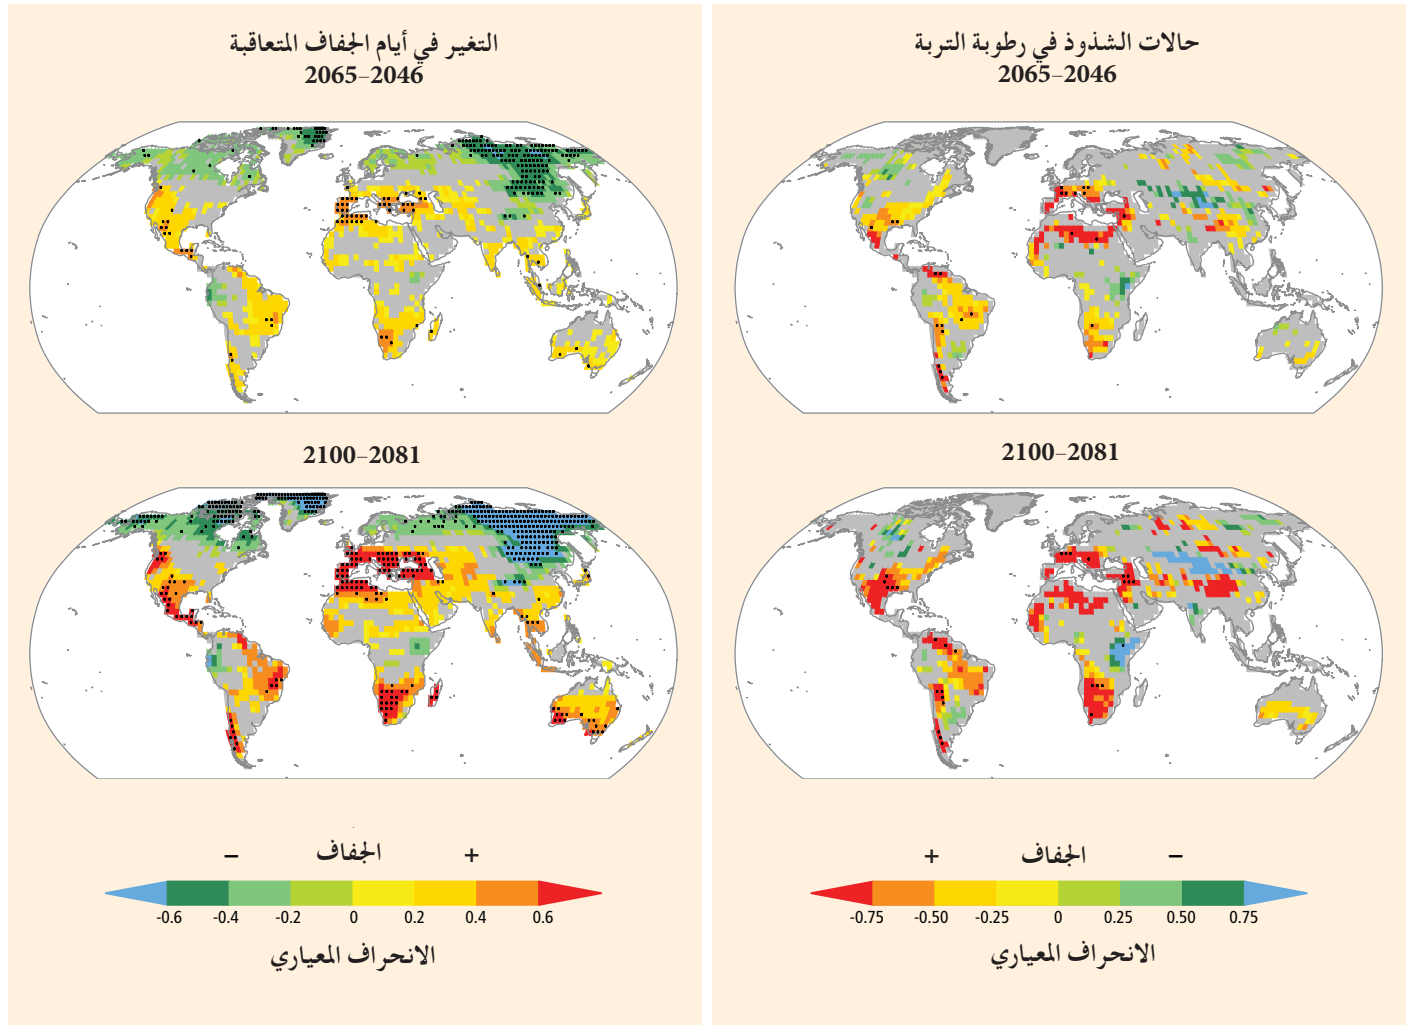 حالات الشذوذ في رطوبة التربة
2065–2046
2100–2081
+ الجفاف –
-0.75 -0.50 -0.25 0 0.25 0.50 0.75
الانحراف المعياري
التغير في أيام الجفاف المتعاقبة
2065–2046
2100–2081
– الجفاف +
-0.6 -0.4 -0.2 0 0.2 0.4 0.6
الانحراف المعياري